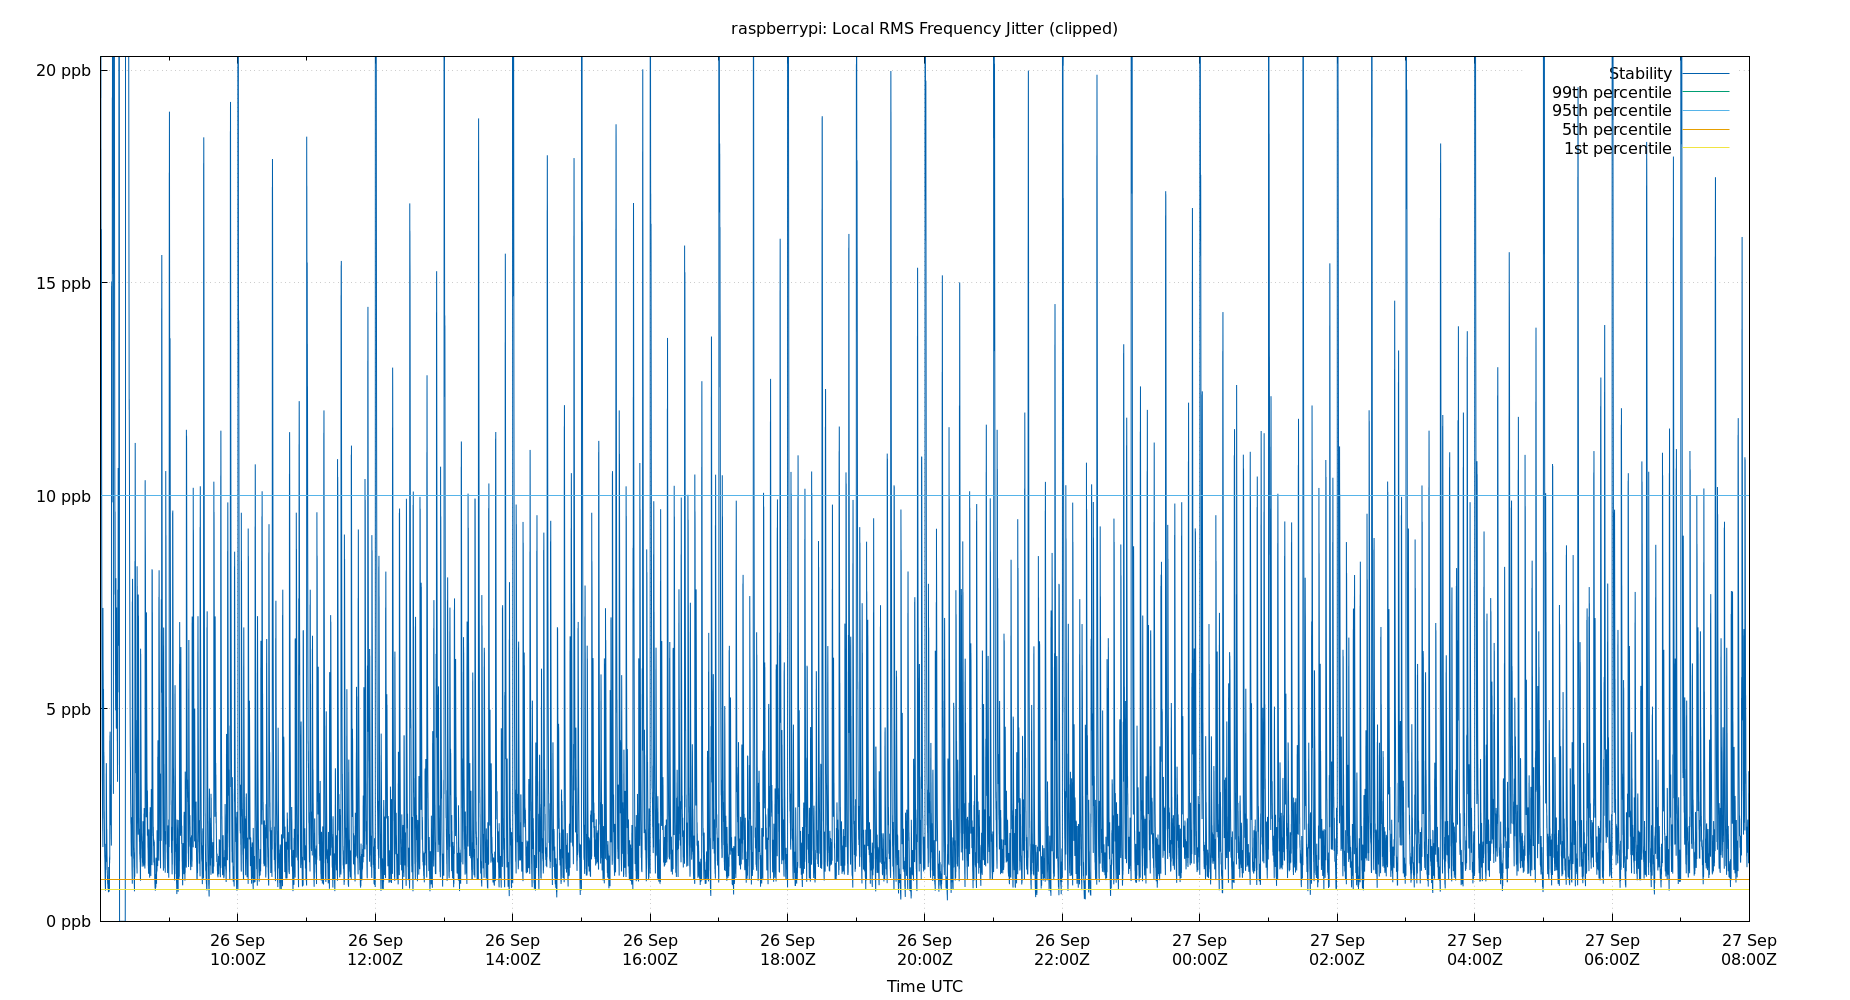 raspberrypi: Local RMS Frequency Jitter (clipped)
20 ppb
15 ppb
10 ppb
5 ppb
0 ppb
Stability
99th percentile
95th percentile
5th percentile
1st percentile
26 Sep
10:00Z
26 Sep
12:00Z
26 Sep
14:00Z
26 Sep
16:00Z
26 Sep
18:00Z
26 Sep
20:00Z
26 Sep
22:00Z
27 Sep
00:00Z
27 Sep
02:00Z
27 Sep
04:00Z
27 Sep
06:00Z
27 Sep
08:00Z
Time UTC